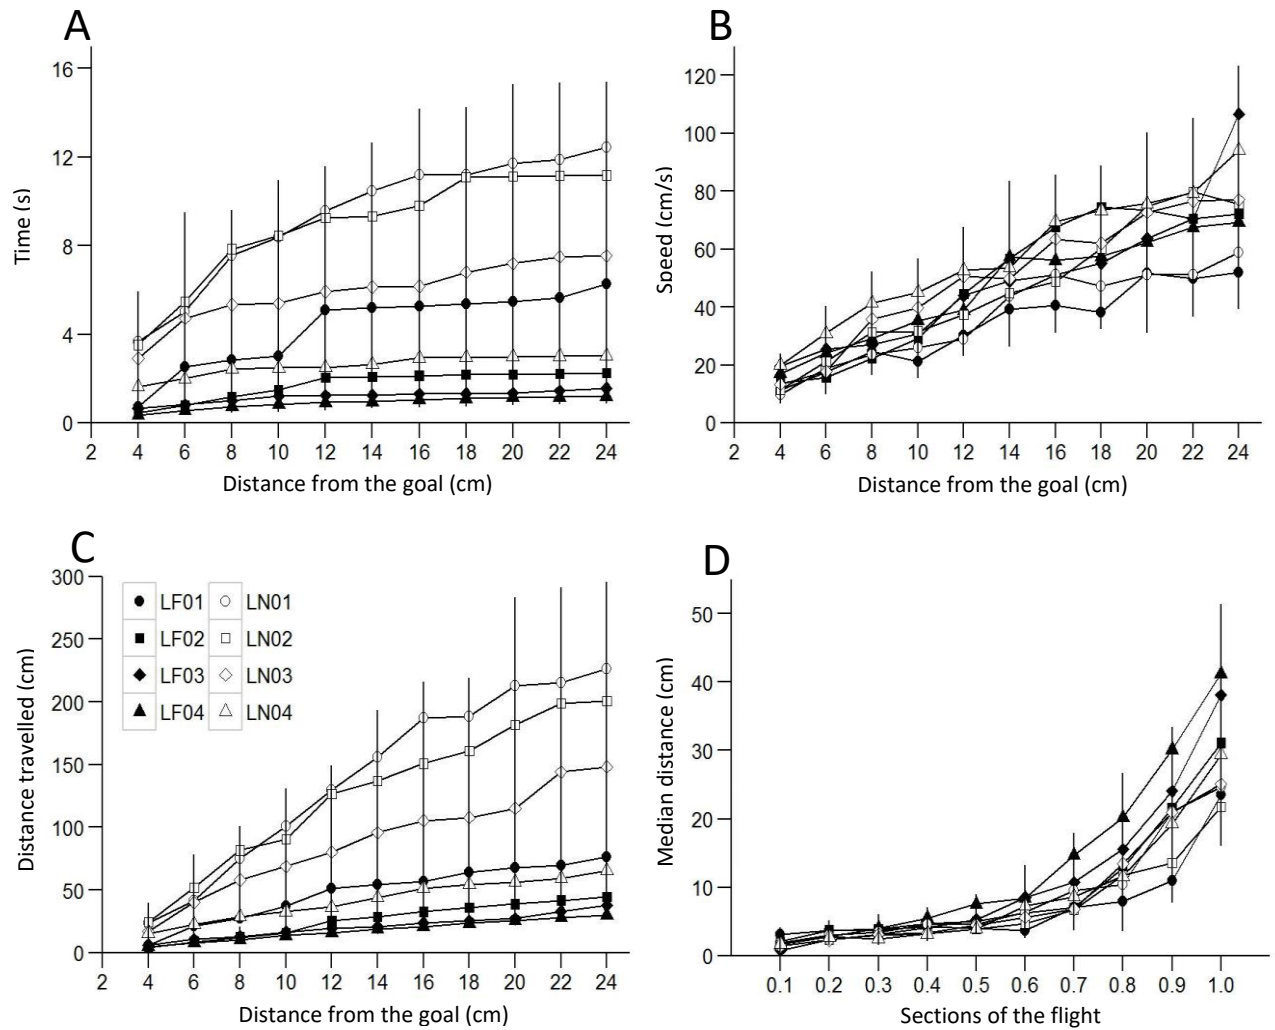 A
16
12
8
4
0
Time (s)
2 4 6 8 10 12 14 16 18 20 22 24
Distance from the goal (cm)
B
120
100
80
60
40
20
0
Speed (cm/s)
2 4 6 8 10 12 14 16 18 20 22 24
Distance from the goal (cm)
C
300
250
200
150
100
50
0
Distance travelled (cm)
LF01 LN01
LF02 LN02
LF03 LN03
LF04 LN04
2 4 6 8 10 12 14 16 18 20 22 24
Distance from the goal (cm)
D
50
40
30
20
10
0
Median distance (cm)
0.1 0.2 0.3 0.4 0.5 0.6 0.7 0.8 0.9 1.0
Sections of the flight